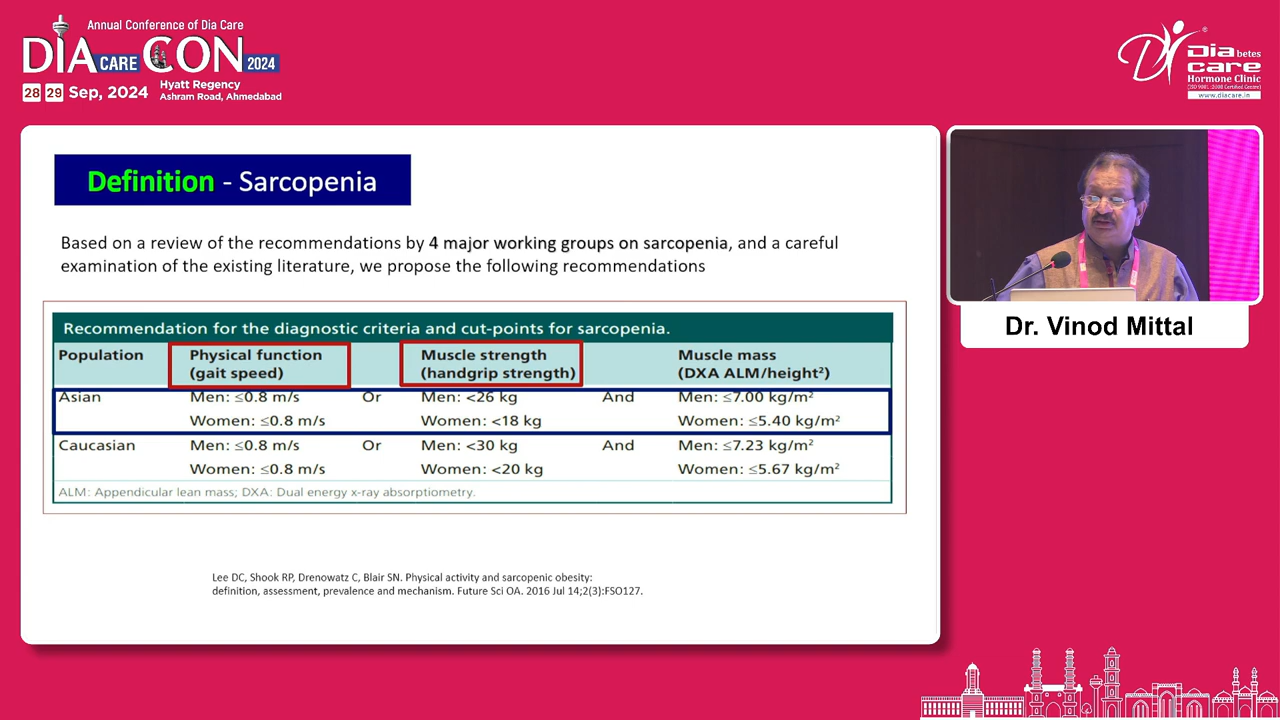 Annual Conference of Dia Care
DIA CARE CON 2024
28 29 Sep, 2024
Hyatt Regency
Ashram Road, Ahmedabad
Diabetes
care
Hormone Clinic
(ISO 9001:2008 Certified Centre)
www.diacare.in
Definition - Sarcopenia
Based on a review of the recommendations by 4 major working groups on sarcopenia, and a careful
examination of the existing literature, we propose the following recommendations
Recommendation for the diagnostic criteria and cut-points for sarcopenia.
Population Physical function Muscle strength Muscle mass
(gait speed) (handgrip strength) (DXA ALM/height²)
Asian Men: ≤0.8 m/s Or Men: <26 kg And Men: ≤7.00 kg/m²
Women: ≤0.8 m/s Women: <18 kg Women: ≤5.40 kg/m²
Caucasian Men: ≤0.8 m/s Or Men: <30 kg And Men: ≤7.23 kg/m²
Women: ≤0.8 m/s Women: <20 kg Women: ≤5.67 kg/m²
ALM: Appendicular lean mass; DXA: Dual energy x-ray absorptiometry.
Lee DC, Shook RP, Drenowatz C, Blair SN. Physical activity and sarcopenic obesity:
definition, assessment, prevalence and mechanism. Future Sci OA. 2016 Jul 14;2(3):FSO127.
Dr. Vinod Mittal